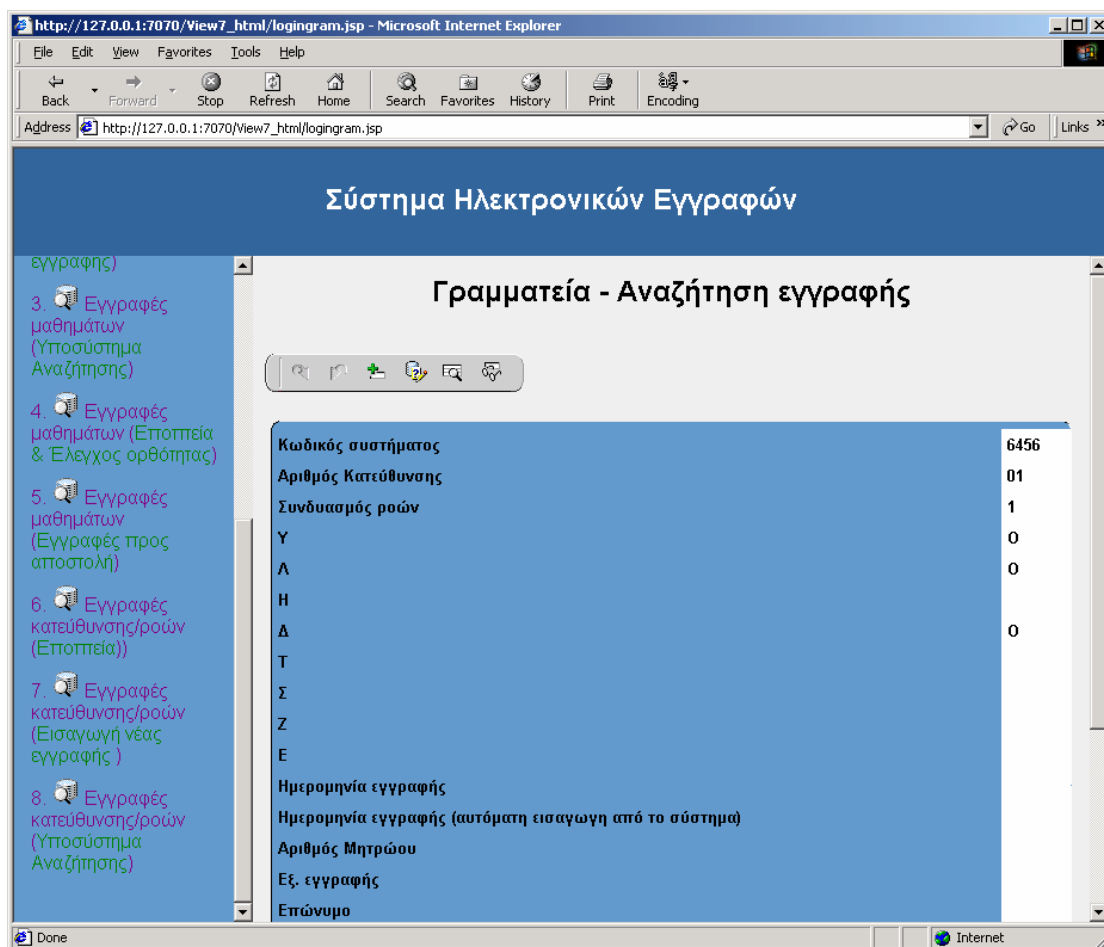 http://127.0.0.1:7070/View7_html/logingram.jsp - Microsoft Internet Explorer
File Edit View Favorites Tools Help
Back Forward Stop Refresh Home Search Favorites History Print Encoding
Address http://127.0.0.1:7070/View7_html/logingram.jsp Go Links »
Σύστημα Ηλεκτρονικών Εγγραφών
εγγραφής)
3. Εγγραφές
μαθημάτων
(Υποσύστημα
Αναζήτησης)
4. Εγγραφές
μαθημάτων (Εποπτεία
& Έλεγχος ορθότητας)
5. Εγγραφές
μαθημάτων
(Εγγραφές προς
αποστολή)
6. Εγγραφές
κατεύθυνσης/ροών
(Εποπτεία))
7. Εγγραφές
κατεύθυνσης/ροών
(Εισαγωγή νέας
εγγραφής )
8. Εγγραφές
κατεύθυνσης/ροών
(Υποσύστημα
Αναζήτησης)
Γραμματεία - Αναζήτηση εγγραφής
Κωδικός συστήματος 6456
Αριθμός Κατεύθυνσης 01
Συνδυασμός ροών 1
Υ Ο
Λ Ο
Η
Δ Ο
Τ
Σ
Ζ
Ε
Ημερομηνία εγγραφής
Ημερομηνία εγγραφής (αυτόματη εισαγωγη από το σύστημα)
Αριθμός Μητρώου
Εξ. εγγραφής
Επώνυμο
Done Internet